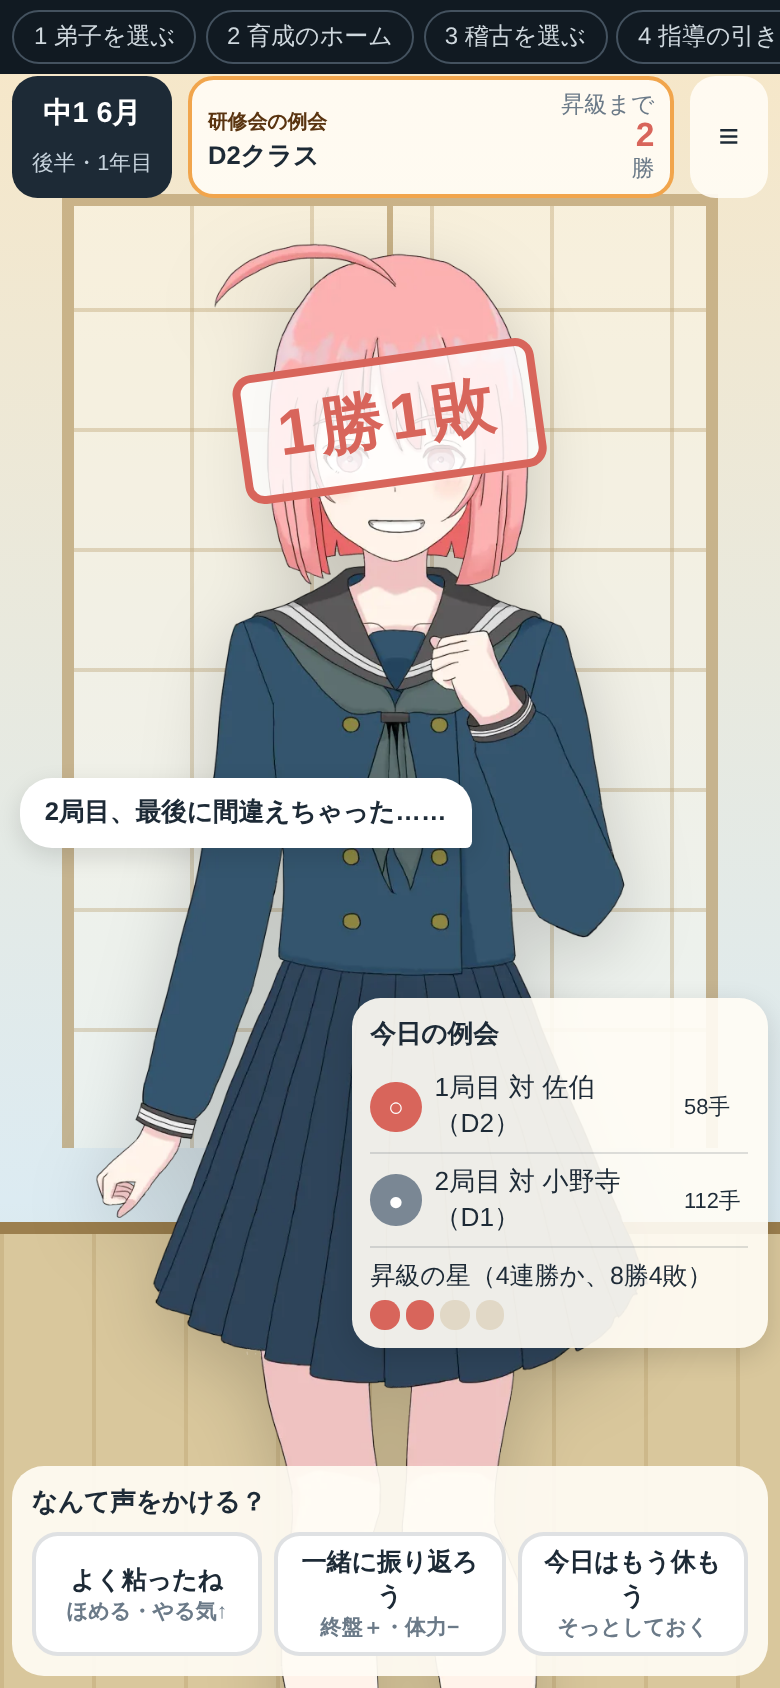 1 弟子を選ぶ
2 育成のホーム
3 稽古を選ぶ
4 指導の引き
中1 6月
後半・1年目
研修会の例会
D2クラス
昇級まで
2
勝
≡
1勝1敗
2局目、最後に間違えちゃった……
今日の例会
○
1局目 対 佐伯
（D2）
58手
●
2局目 対 小野寺
（D1）
112手
昇級の星（4連勝か、8勝4敗）
なんて声をかける？
よく粘ったね
ほめる・やる気↑
一緒に振り返ろ
う
終盤＋・体力−
今日はもう休も
う
そっとしておく